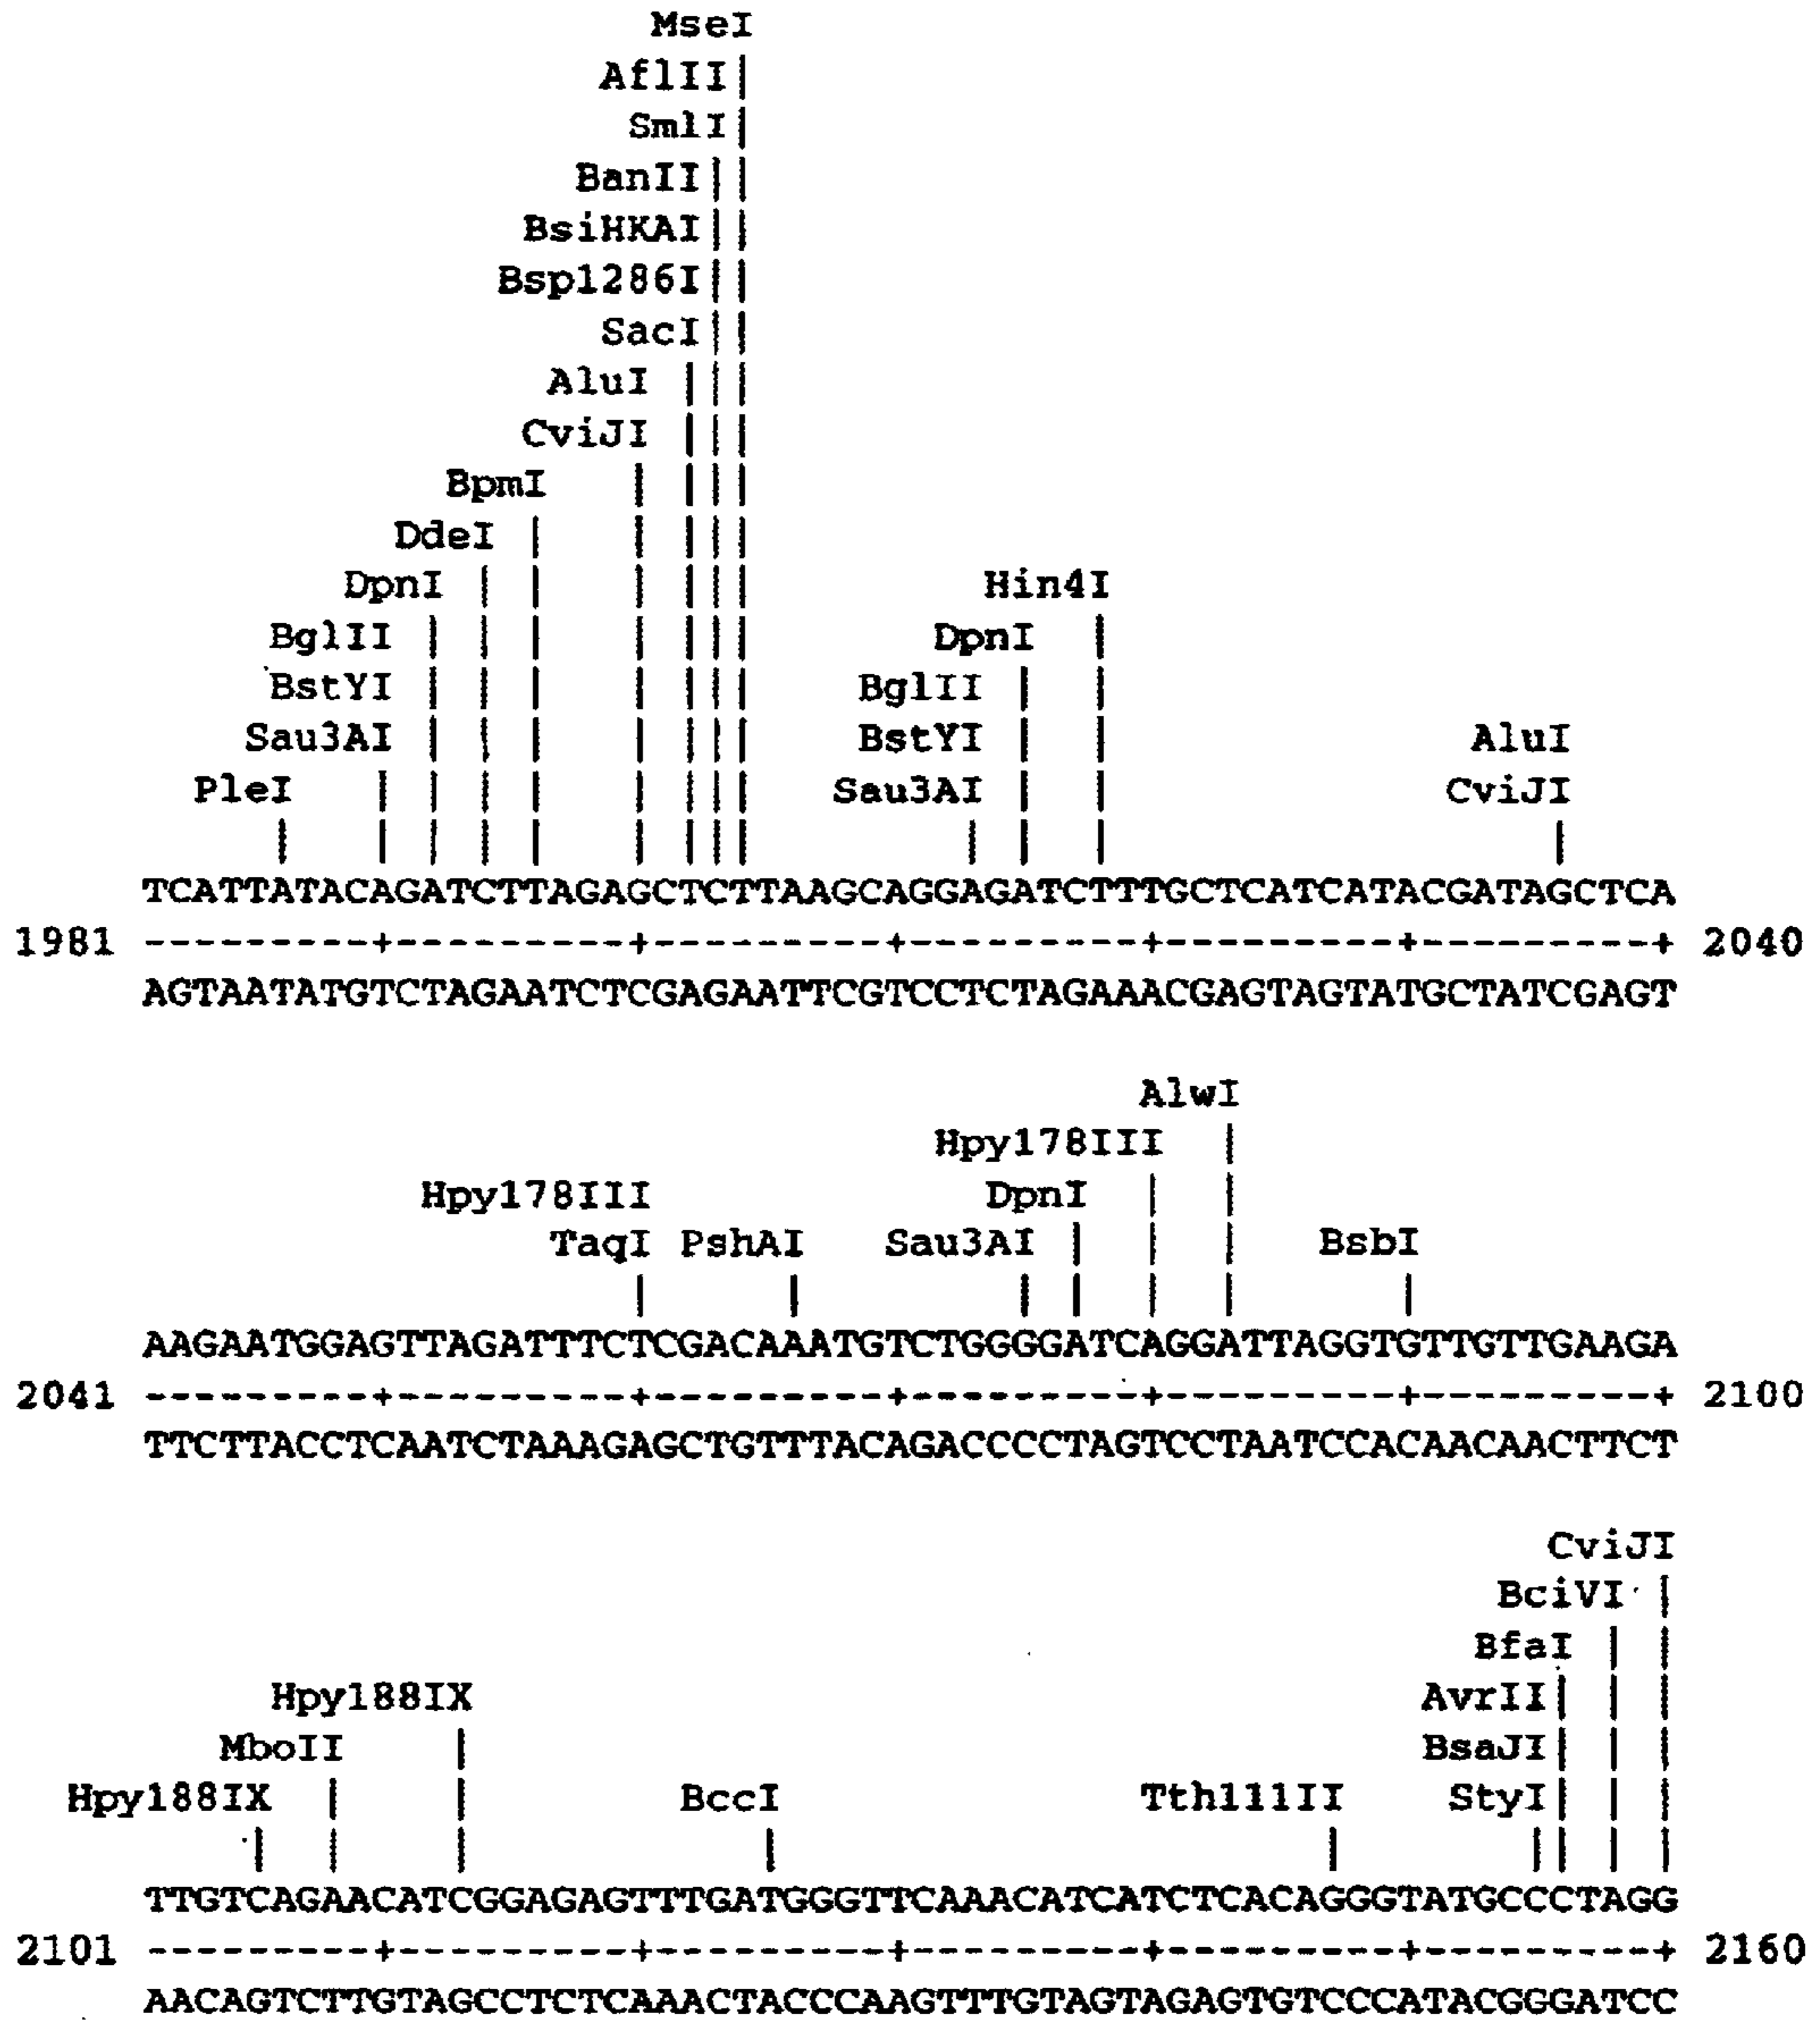 MseI
AflII
SmlI
BanII
BsiHKAI
Bsp1286I
SacI
AluI
CviJI
BpmI
DdeI
DpnI Hin4I
BglII DpnI
BstYI BglII
Sau3AI BstYI AluI
PleI Sau3AI CviJI
TCATTATACAGATCTTAGAGCTCTTAAGCAGGAGATCTTTGCTCATCATACGATAGCTCA
1981 ---------+---------+---------+---------+---------+---------+ 2040
AGTAATATGTCTAGAATCTCGAGAATTCGTCCTCTAGAAACGAGTAGTATGCTATCGAGT
AlwI
Hpy178III
Hpy178III DpnI
TaqI PshAI Sau3AI BsbI
AAGAATGGAGTTAGATTTCTCGACAAATGTCTGGGGATCAGGATTAGGTGTTGTTGAAGA
2041 ---------+---------+---------+---------+---------+---------+ 2100
TTCTTACCTCAATCTAAAGAGCTGTTTACAGACCCCTAGTCCTAATCCACAACAACTTCT
CviJI
BciVI
BfaI
Hpy188IX AvrII
MboII BsaJI
Hpy188IX BccI Tth111II StyI
TTGTCAGAACATCGGAGAGTTTGATGGGTTCAAACATCATCTCACAGGGTATGCCCTAGG
2101 ---------+---------+---------+---------+---------+---------+ 2160
AACAGTCTTGTAGCCTCTCAAACTACCCAAGTTTGTAGTAGAGTGTCCCATACGGGATCC